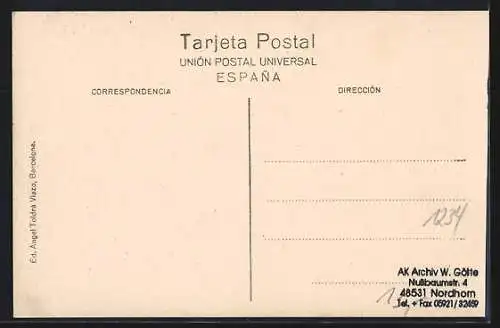 Tarjeta Postal
UNIÓN POSTAL UNIVERSAL
ESPAÑA
CORRESPONDENCIA
DIRECCIÓN
Ed. Angel Toldrá Viazo, Barcelona.
1234
AK Archiv W. Götte
Nußbaumstr. 4
48531 Nordhorn
Tel. + Fax 05921/32459